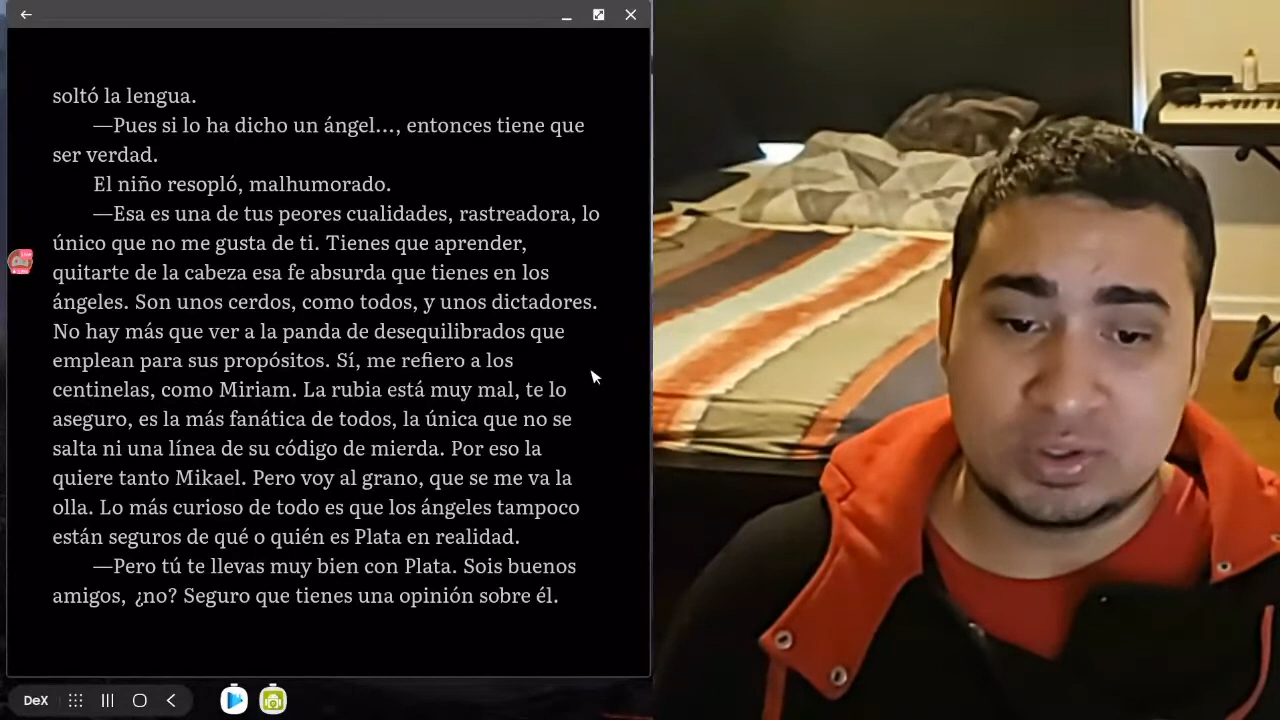 soltó la lengua.
—Pues si lo ha dicho un ángel..., entonces tiene que
ser verdad.
El niño resopló, malhumorado.
—Esa es una de tus peores cualidades, rastreadora, lo
único que no me gusta de ti. Tienes que aprender,
quitarte de la cabeza esa fe absurda que tienes en los
ángeles. Son unos cerdos, como todos, y unos dictadores.
No hay más que ver a la panda de desequilibrados que
emplean para sus propósitos. Sí, me refiero a los
centinelas, como Miriam. La rubia está muy mal, te lo
aseguro, es la más fanática de todos, la única que no se
salta ni una línea de su código de mierda. Por eso la
quiere tanto Mikael. Pero voy al grano, que se me va la
olla. Lo más curioso de todo es que los ángeles tampoco
están seguros de qué o quién es Plata en realidad.
—Pero tú te llevas muy bien con Plata. Sois buenos
amigos, ¿no? Seguro que tienes una opinión sobre él.
DeX